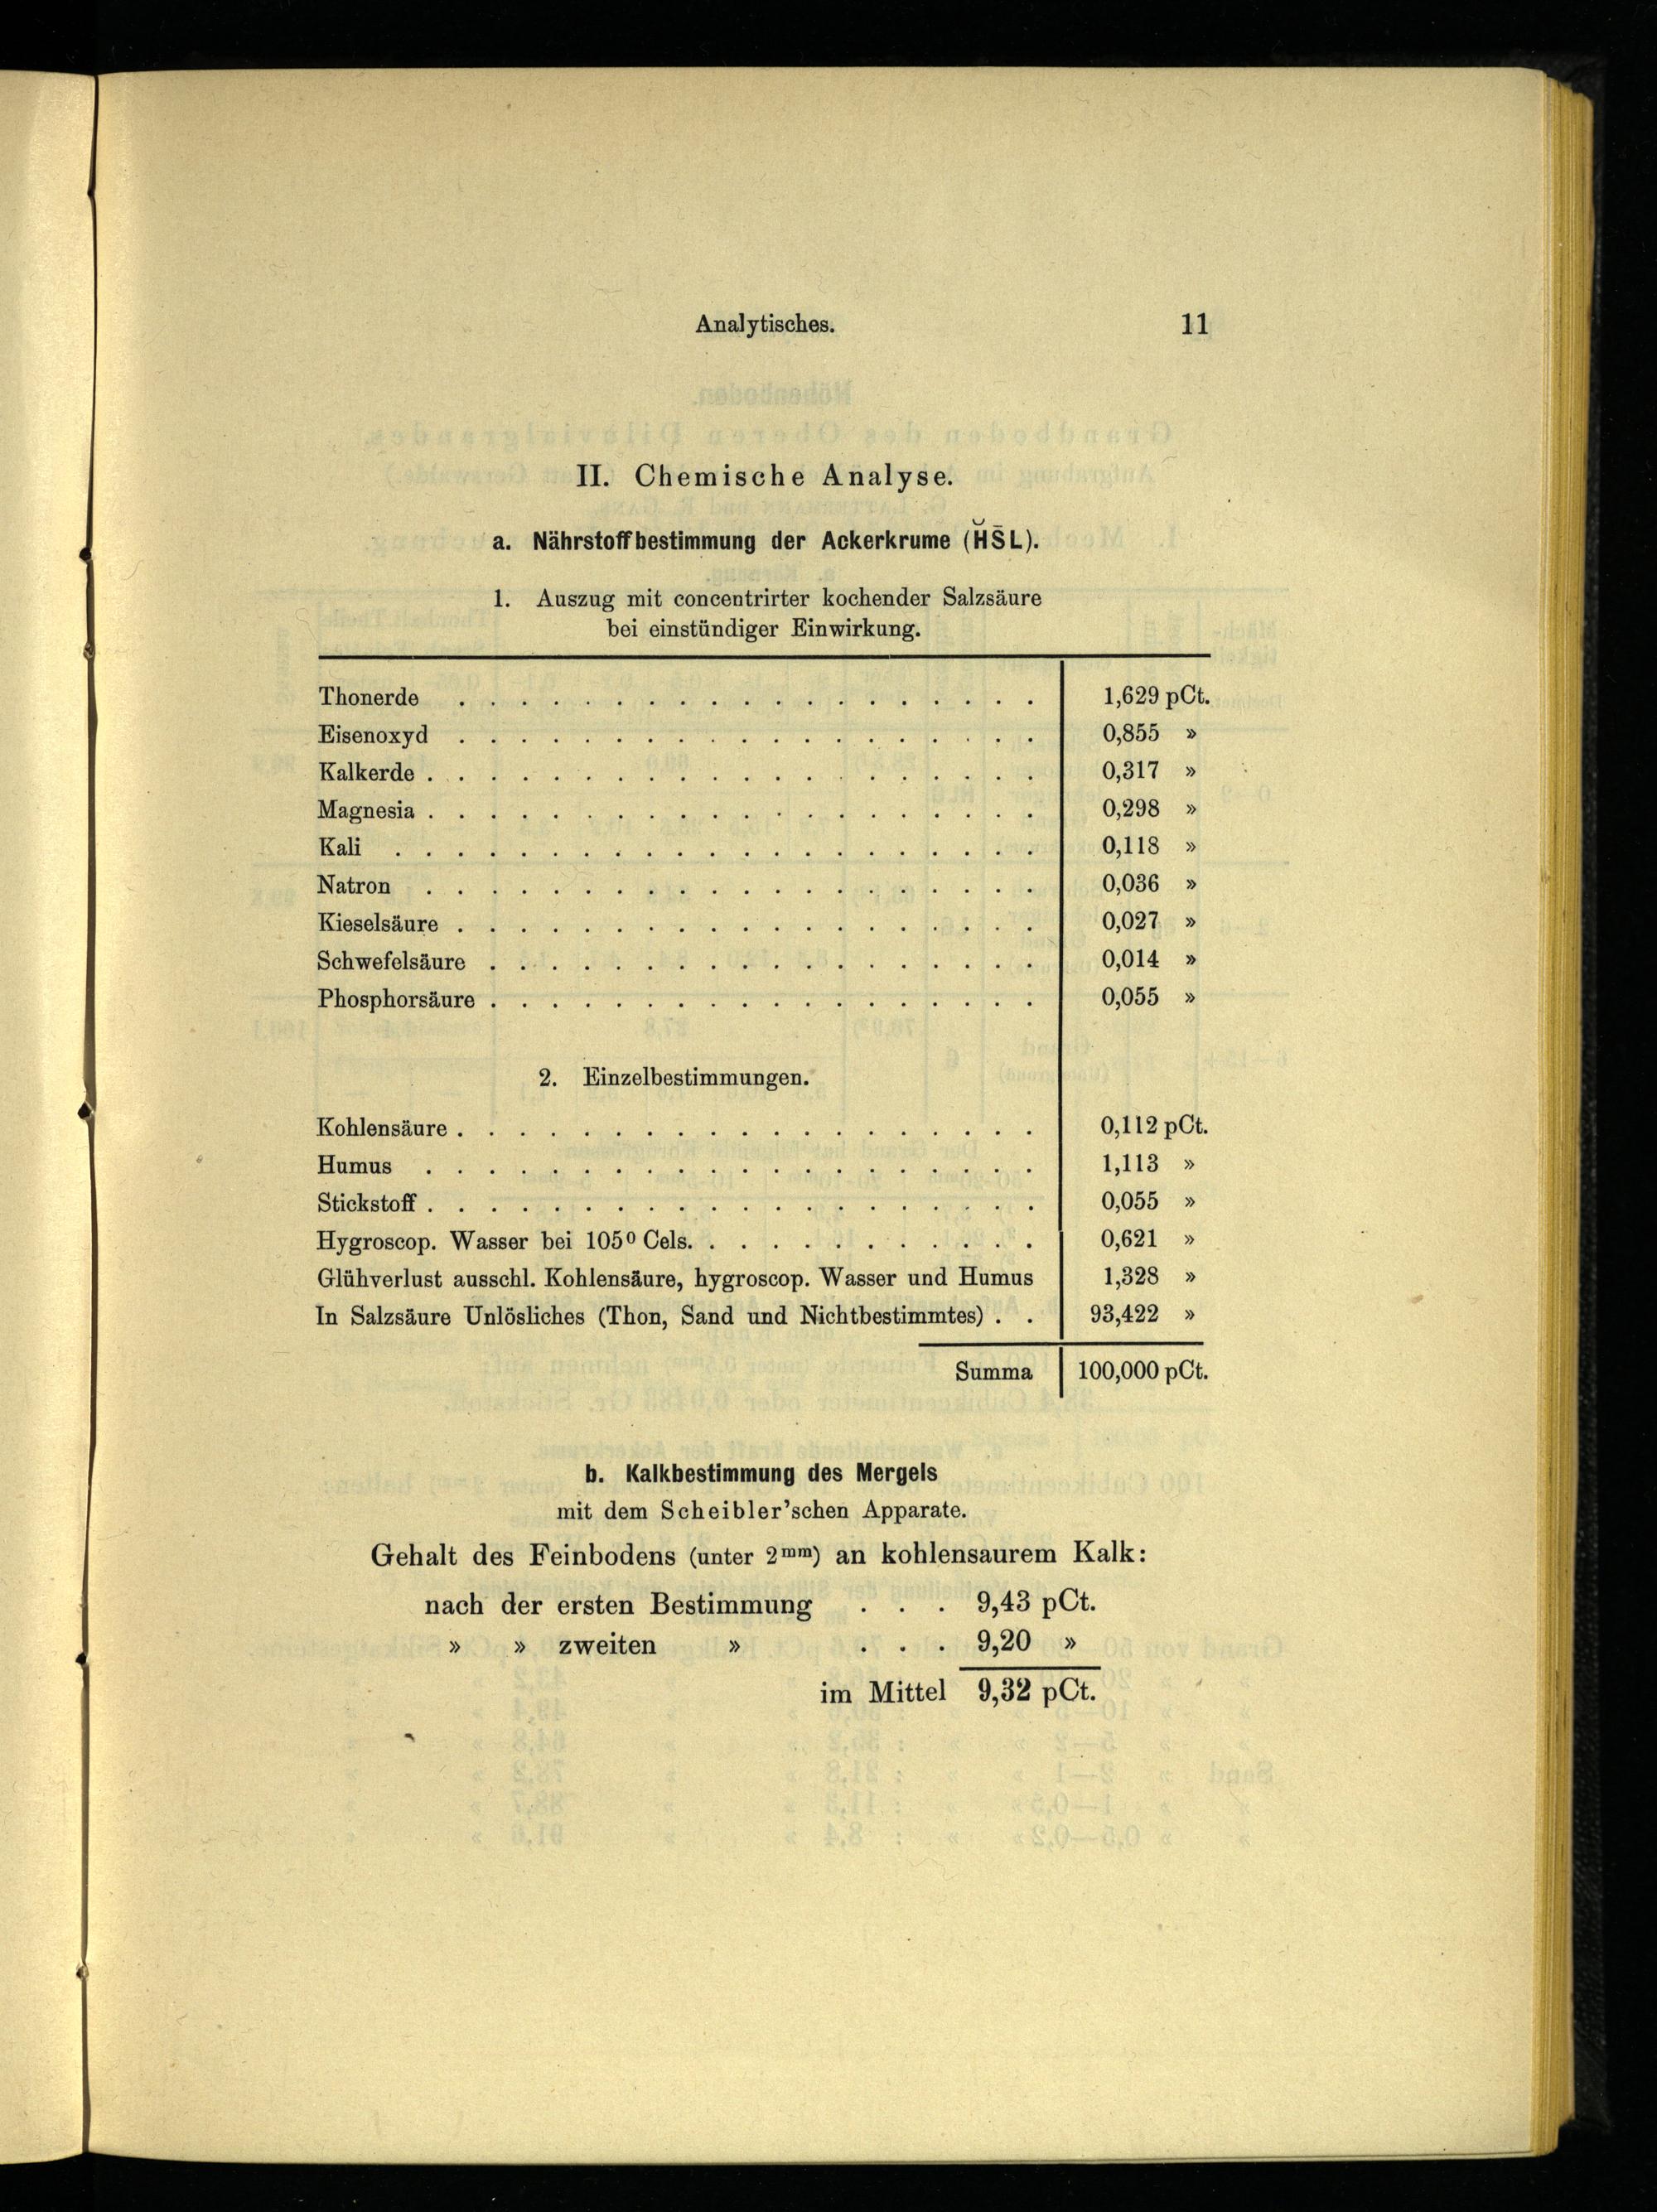 Analytisches. 11
II. Chemische Analyse.
a. Nährstoffbestimmung der Ackerkrume (H̆S̄L).
1. Auszug mit concentrirter kochender Salzsäure
bei einstündiger Einwirkung.
Thonerde . . . . . . . . . . . . . . . . . . . 1,629 pCt.
Eisenoxyd . . . . . . . . . . . . . . . . . . . 0,855 »
Kalkerde . . . . . . . . . . . . . . . . . . . . 0,317 »
Magnesia . . . . . . . . . . . . . . . . . . . . 0,298 »
Kali . . . . . . . . . . . . . . . . . . . . . 0,118 »
Natron . . . . . . . . . . . . . . . . . . . . 0,036 »
Kieselsäure . . . . . . . . . . . . . . . . . . . 0,027 »
Schwefelsäure . . . . . . . . . . . . . . . . . . 0,014 »
Phosphorsäure . . . . . . . . . . . . . . . . . . 0,055 »
2. Einzelbestimmungen.
Kohlensäure . . . . . . . . . . . . . . . . . . . 0,112 pCt.
Humus . . . . . . . . . . . . . . . . . . . . 1,113 »
Stickstoff . . . . . . . . . . . . . . . . . . . . 0,055 »
Hygroscop. Wasser bei 105⁰ Cels. . . . . . . . . . . . 0,621 »
Glühverlust ausschl. Kohlensäure, hygroscop. Wasser und Humus 1,328 »
In Salzsäure Unlösliches (Thon, Sand und Nichtbestimmtes) . . 93,422 »
Summa 100,000 pCt.
b. Kalkbestimmung des Mergels
mit dem Scheibler'schen Apparate.
Gehalt des Feinbodens (unter 2ᵐᵐ) an kohlensaurem Kalk:
nach der ersten Bestimmung . . . 9,43 pCt.
» » zweiten » . . . 9,20 »
im Mittel 9,32 pCt.